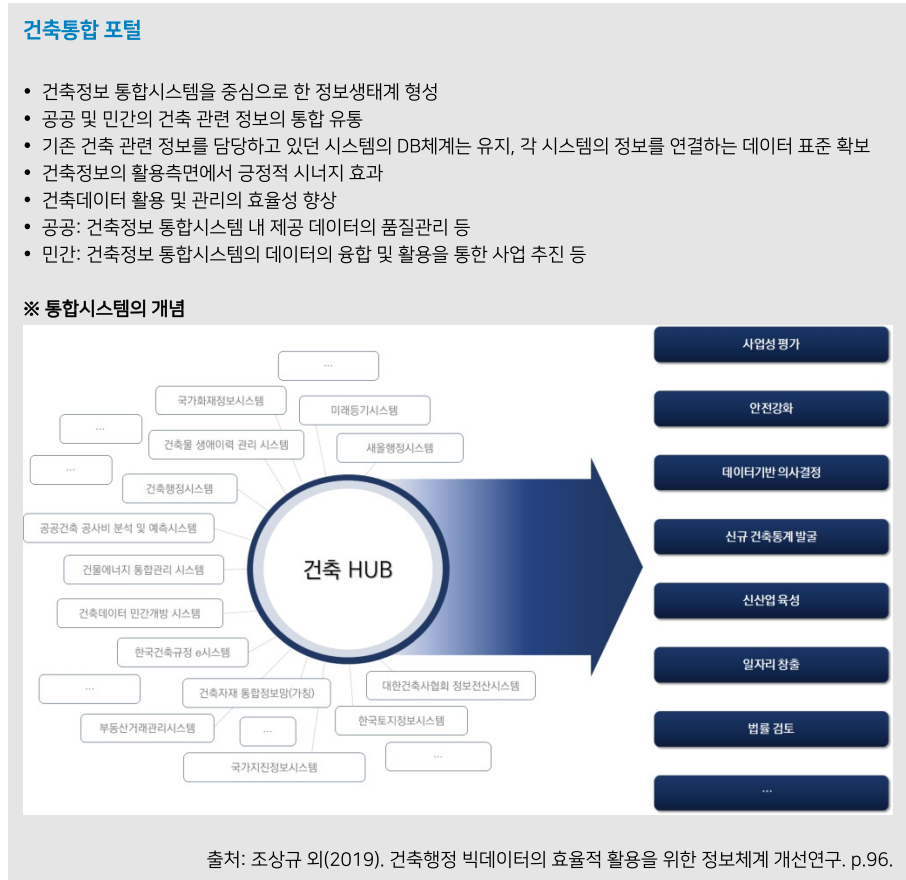 건축통합 포털
• 건축정보 통합시스템을 중심으로 한 정보생태계 형성
• 공공 및 민간의 건축 관련 정보의 통합 유통
• 기존 건축 관련 정보를 담당하고 있던 시스템의 DB체계는 유지, 각 시스템의 정보를 연결하는 데이터 표준 확보
• 건축정보의 활용측면에서 긍정적 시너지 효과
• 건축데이터 활용 및 관리의 효율성 향상
• 공공: 건축정보 통합시스템 내 제공 데이터의 품질관리 등
• 민간: 건축정보 통합시스템의 데이터의 융합 및 활용을 통한 사업 추진 등
※ 통합시스템의 개념
…
국가화재정보시스템
미래등기시스템
…
건축물 생애이력 관리 시스템
새올행정시스템
…
건축행정시스템
공공건축 공사비 분석 및 예측시스템
건물에너지 통합관리 시스템
건축데이터 민간개방 시스템
한국건축규정 e시스템
…
건축자재 통합정보망(가칭)
대한건축사협회 정보전산시스템
부동산거래관리시스템
…
한국토지정보시스템
…
국가지진정보시스템
건축 HUB
사업성 평가
안전강화
데이터기반 의사결정
신규 건축통계 발굴
신산업 육성
일자리 창출
법률 검토
…
출처: 조상규 외(2019). 건축행정 빅데이터의 효율적 활용을 위한 정보체계 개선연구. p.96.